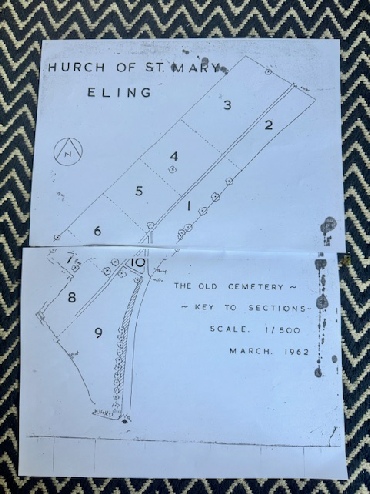 HURCH OF ST. MARY
ELING
3
2
N
4
5
1
6
7
10
8
9
THE OLD CEMETERY ~
~ KEY TO SECTIONS-
SCALE. 1/500
MARCH. 1962